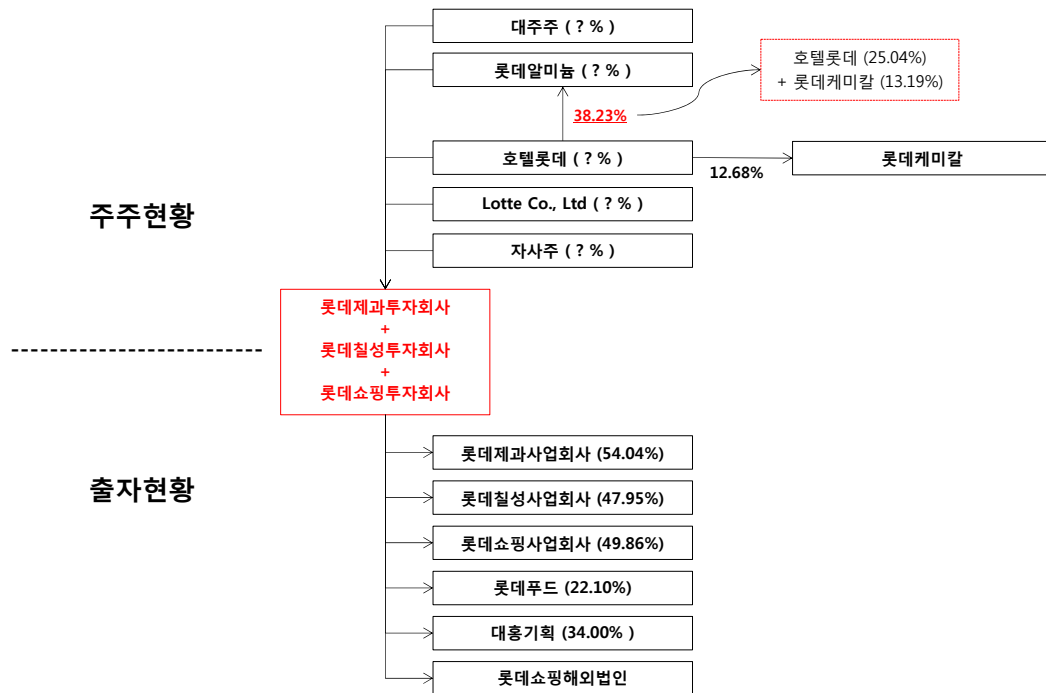 대주주 ( ? % )
롯데알미늄 ( ? % )
호텔롯데 (25.04%)
+ 롯데케미칼 (13.19%)
38.23%
호텔롯데 ( ? % )
12.68%
롯데케미칼
Lotte Co., Ltd ( ? % )
주주현황
자사주 ( ? % )
롯데제과투자회사
+
롯데칠성투자회사
+
롯데쇼핑투자회사
출자현황
롯데제과사업회사 (54.04%)
롯데칠성사업회사 (47.95%)
롯데쇼핑사업회사 (49.86%)
롯데푸드 (22.10%)
대홍기획 (34.00% )
롯데쇼핑해외법인